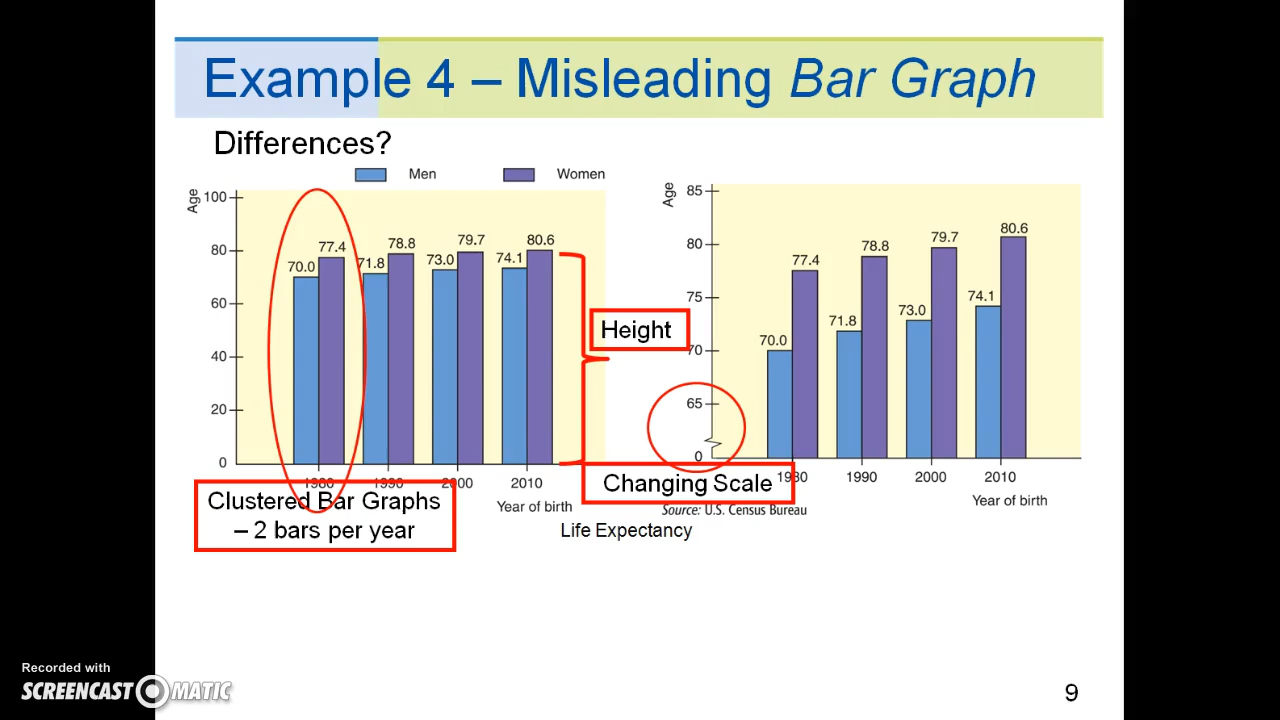 Example 4 – Misleading Bar Graph
Differences?
Men
Women
Age
100
80
60
40
20
0
70.0
77.4
71.8
78.8
73.0
79.7
74.1
80.6
1980
1990
2000
2010
Year of birth
Height
Clustered Bar Graphs
– 2 bars per year
Age
85
80
75
70
65
0
70.0
77.4
71.8
78.8
73.0
79.7
74.1
80.6
1980
1990
2000
2010
Year of birth
Changing Scale
Source: U.S. Census Bureau
Life Expectancy
Recorded with
SCREENCAST MATIC
9